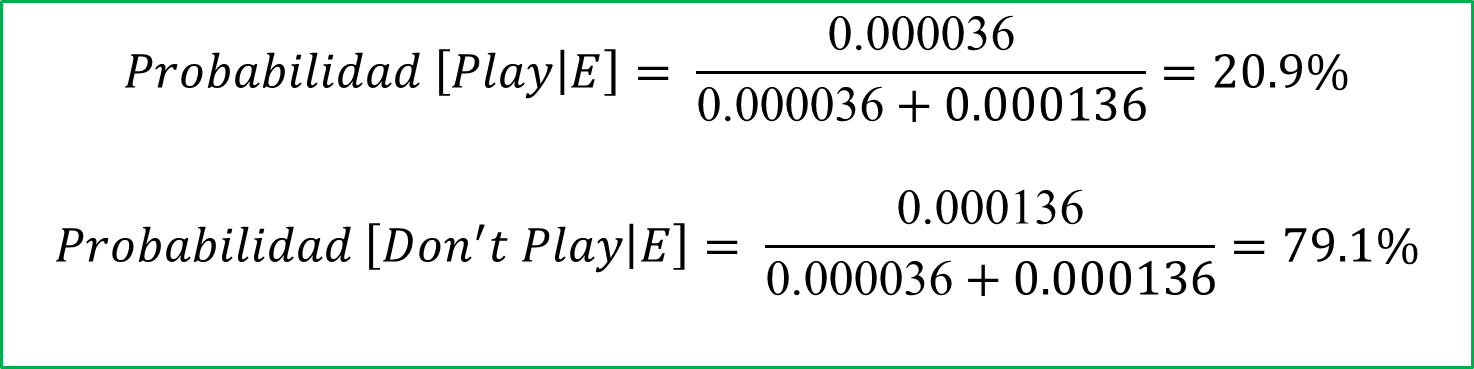 Probabilidad [Play|E] = 0.000036 / 0.000036 + 0.000136 = 20.9%
Probabilidad [Don't Play|E] = 0.000136 / 0.000036 + 0.000136 = 79.1%